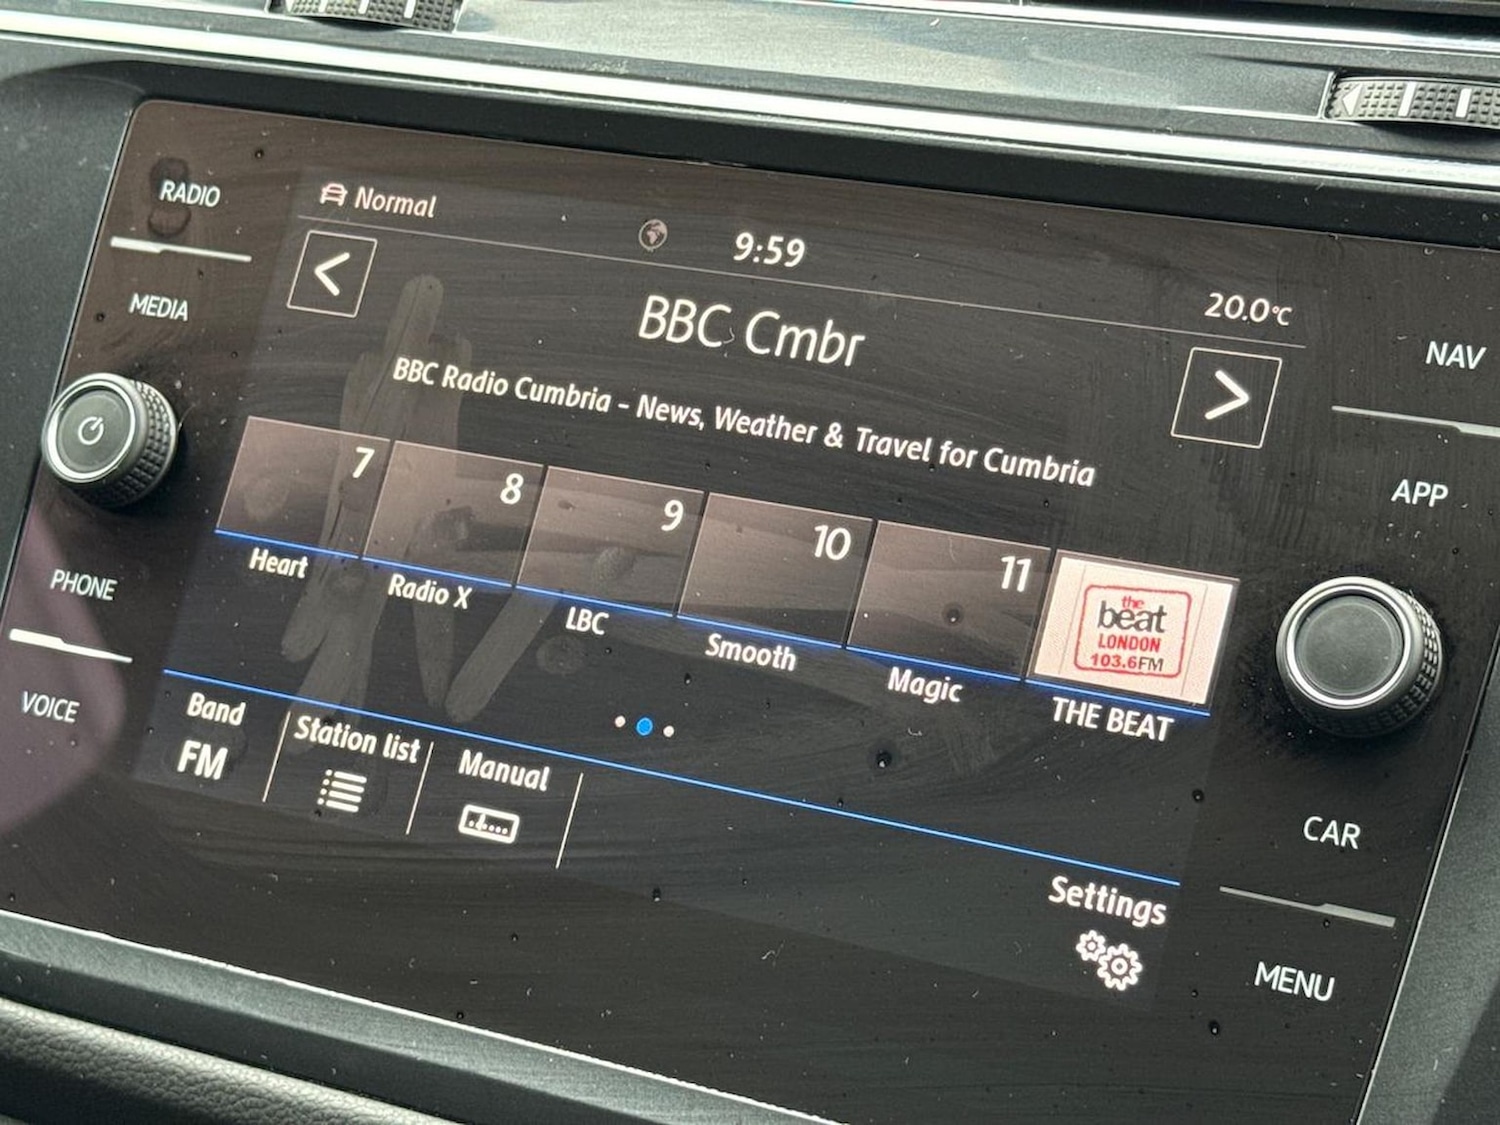 RADIO
MEDIA
PHONE
VOICE
Normal
9:59
20.0°C
<
BBC Cmbr
>
BBC Radio Cumbria - News, Weather & Travel for Cumbria
7
8
9
10
11
the
beat
LONDON
103.6FM
Heart
Radio X
LBC
Smooth
Magic
THE BEAT
Band
FM
Station list
Manual
Settings
NAV
APP
CAR
MENU